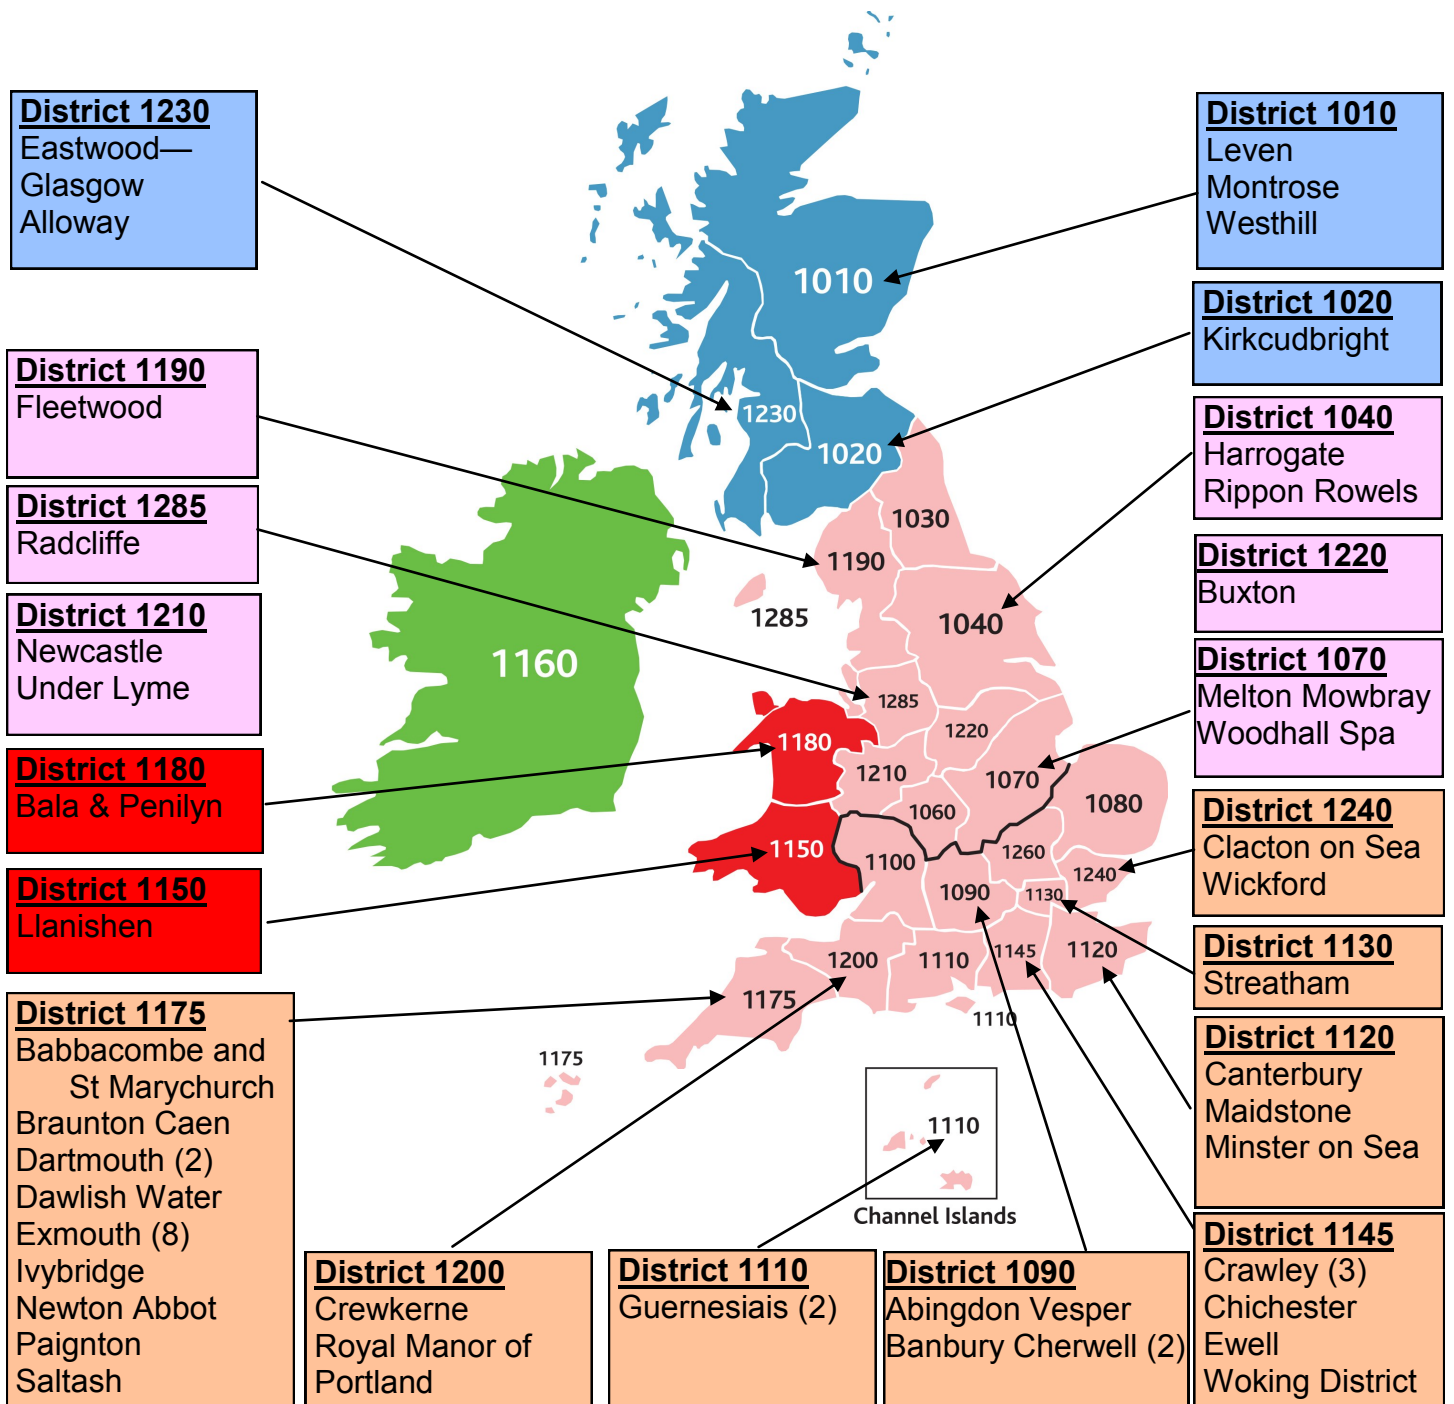 District 1230
Eastwood—
Glasgow
Alloway
District 1190
Fleetwood
District 1285
Radcliffe
District 1210
Newcastle
Under Lyme
District 1180
Bala & Penilyn
District 1150
Llanishen
District 1175
Babbacombe and
St Marychurch
Braunton Caen
Dartmouth (2)
Dawlish Water
Exmouth (8)
Ivybridge
Newton Abbot
Paignton
Saltash
District 1200
Crewkerne
Royal Manor of
Portland
District 1110
Guernesiais (2)
District 1090
Abingdon Vesper
Banbury Cherwell (2)
District 1010
Leven
Montrose
Westhill
District 1020
Kirkcudbright
District 1040
Harrogate
Rippon Rowels
District 1220
Buxton
District 1070
Melton Mowbray
Woodhall Spa
District 1240
Clacton on Sea
Wickford
District 1130
Streatham
District 1120
Canterbury
Maidstone
Minster on Sea
District 1145
Crawley (3)
Chichester
Ewell
Woking District
1010
1230
1020
1030
1190
1285
1040
1160
1285
1220
1180
1210
1070
1080
1060
1150
1100
1260
1240
1090
1130
1200
1110
1145
1120
1175
1110
1175
1110
Channel Islands